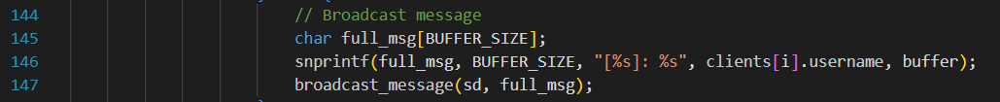 144 // Broadcast message
145 char full_msg[BUFFER_SIZE];
146 snprintf(full_msg, BUFFER_SIZE, "[%s]: %s", clients[i].username, buffer);
147 broadcast_message(sd, full_msg);